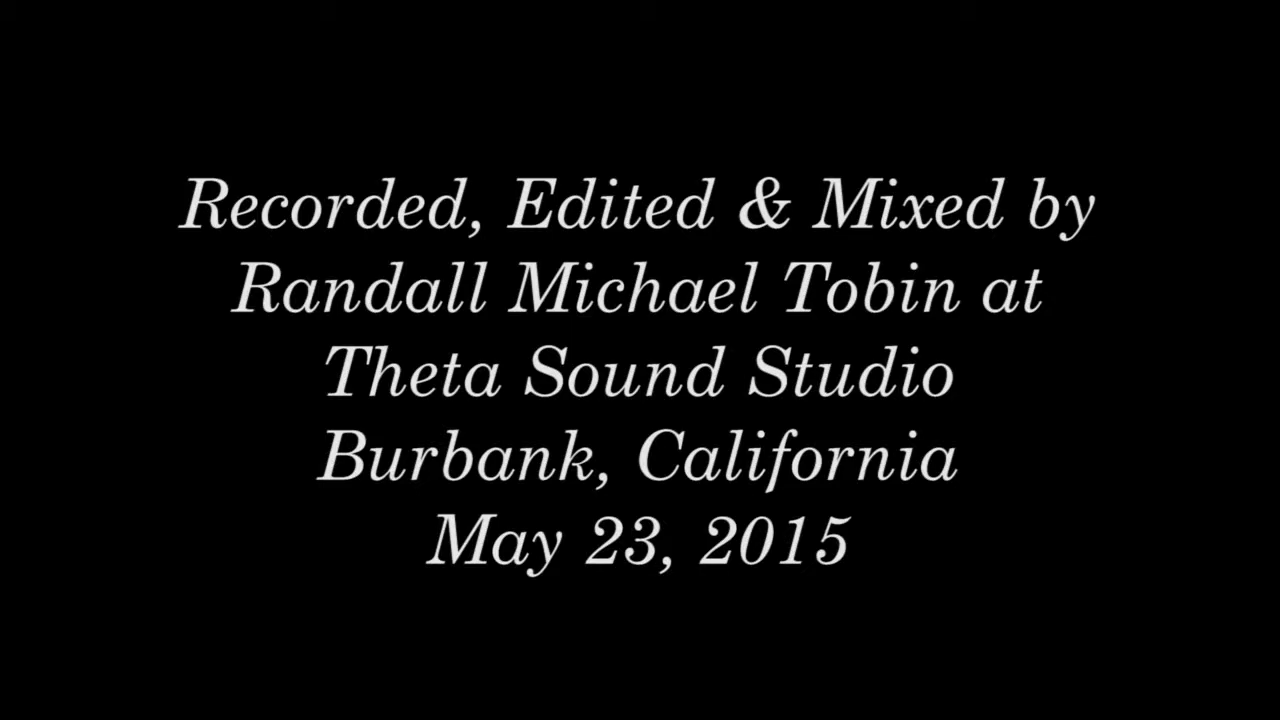 Recorded, Edited & Mixed by
Randall Michael Tobin at
Theta Sound Studio
Burbank, California
May 23, 2015